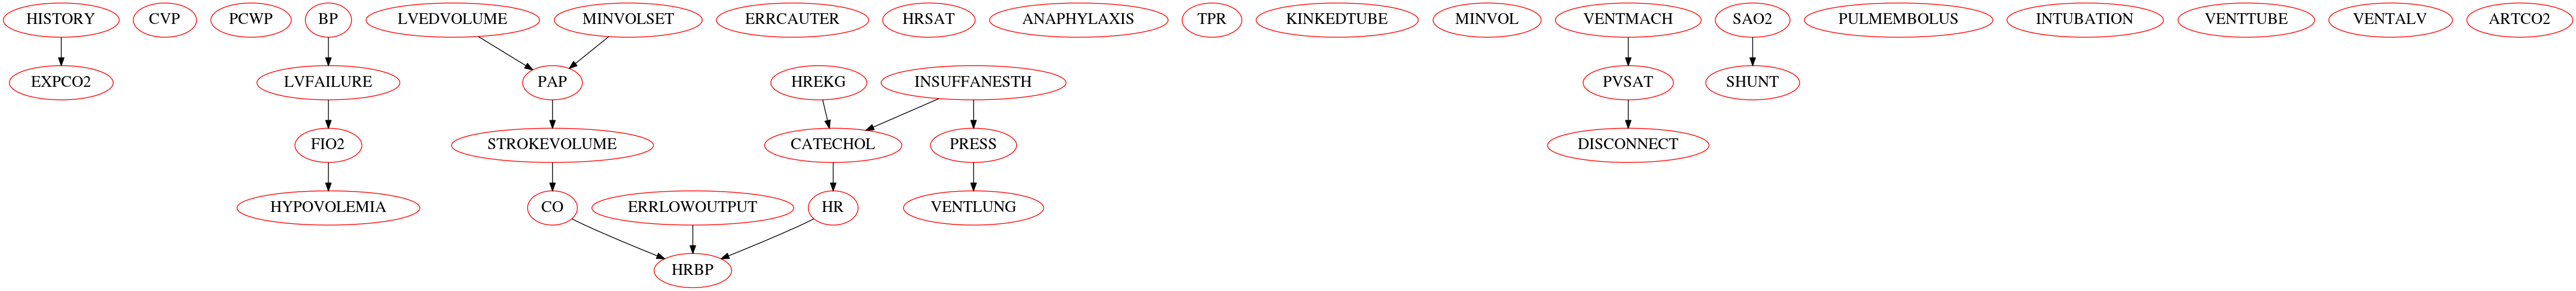 HISTORY CVP PCWP BP LVEDVOLUME MINVOLSET ERRCAUTER HRSAT ANAPHYLAXIS TPR KINKEDTUBE MINVOL VENTMACH SAO2 PULMEMBOLUS INTUBATION VENTTUBE VENTALV ARTCO2
EXPCO2 LVFAILURE PAP HREKG INSUFFANESTH PVSAT SHUNT
FIO2 STROKEVOLUME CATECHOL PRESS DISCONNECT
HYPOVOLEMIA CO ERRLOWOUTPUT HR VENTLUNG
HRBP